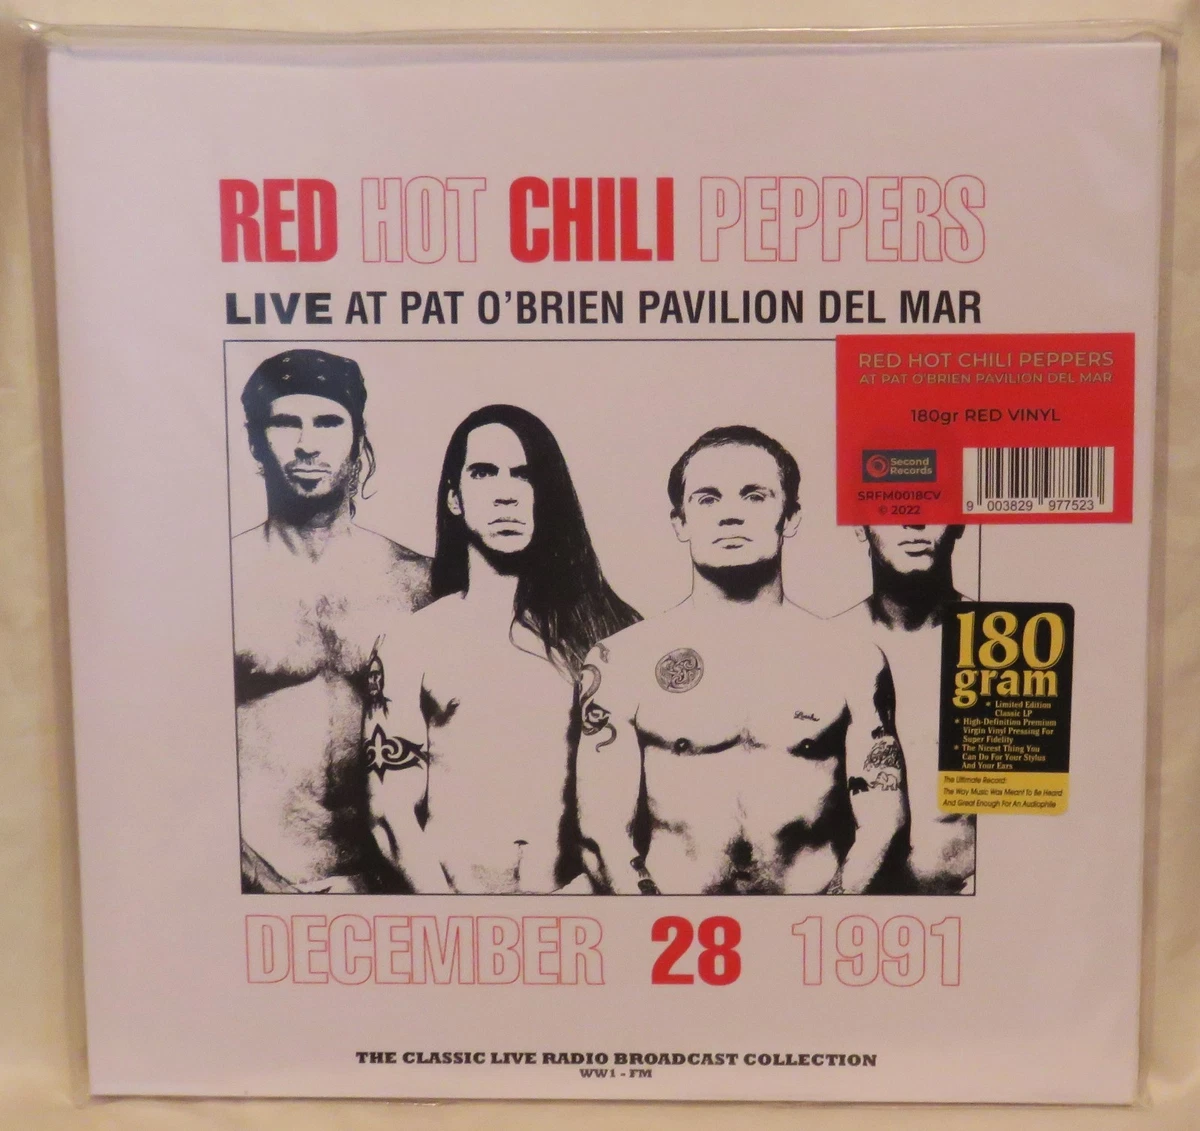 RED HOT CHILI PEPPERS
LIVE AT PAT O'BRIEN PAVILION DEL MAR
RED HOT CHILI PEPPERS
AT PAT O'BRIEN PAVILION DEL MAR
180gr RED VINYL
Second
Records
SRFM0018CV
© 2022
9 003829 977523
180
gram
* Limited Edition
Classic LP
* High-Definition Premium
Virgin Vinyl Pressing For
Super Fidelity
* The Nicest Thing You
Can Do For Your Stylus
And Your Ears
The Ultimate Record:
The Way Music Was Meant To Be Heard
And Great Enough For An Audiophile
DECEMBER 28 1991
THE CLASSIC LIVE RADIO BROADCAST COLLECTION
WW1 - FM